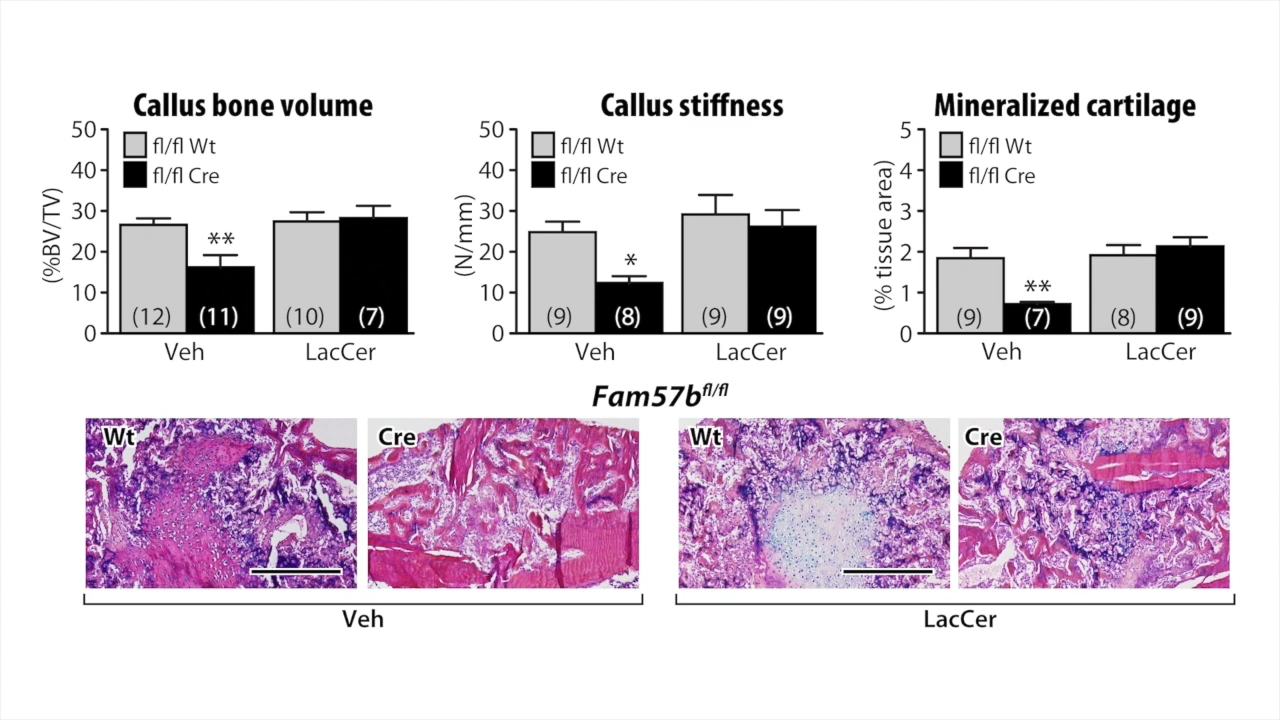 Callus bone volume
50
40
30
20
10
0
(%BV/TV)
fl/fl Wt
fl/fl Cre
**
(12)
(11)
(10)
(7)
Veh
LacCer
Callus stiffness
50
40
30
20
10
0
(N/mm)
fl/fl Wt
fl/fl Cre
*
(9)
(8)
(9)
(9)
Veh
LacCer
Mineralized cartilage
5
4
3
2
1
0
(% tissue area)
fl/fl Wt
fl/fl Cre
**
(9)
(7)
(8)
(9)
Veh
LacCer
Fam57bfl/fl
Wt
Cre
Wt
Cre
Veh
LacCer